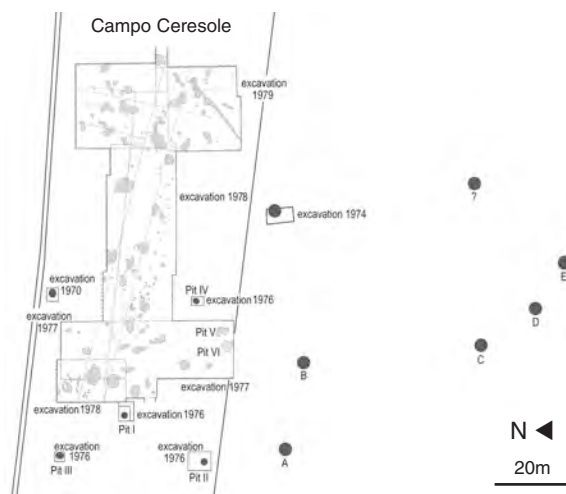 Campo Ceresole
excavation
1979
excavation 1978
excavation 1974
?
E
excavation
1970
Pit IV
excavation 1976
excavation
1977
Pit V
Pit VI
D
C
B
excavation 1977
excavation 1978
excavation 1976
Pit I
excavation
1976
Pit III
excavation
1976
Pit II
A
N
20m